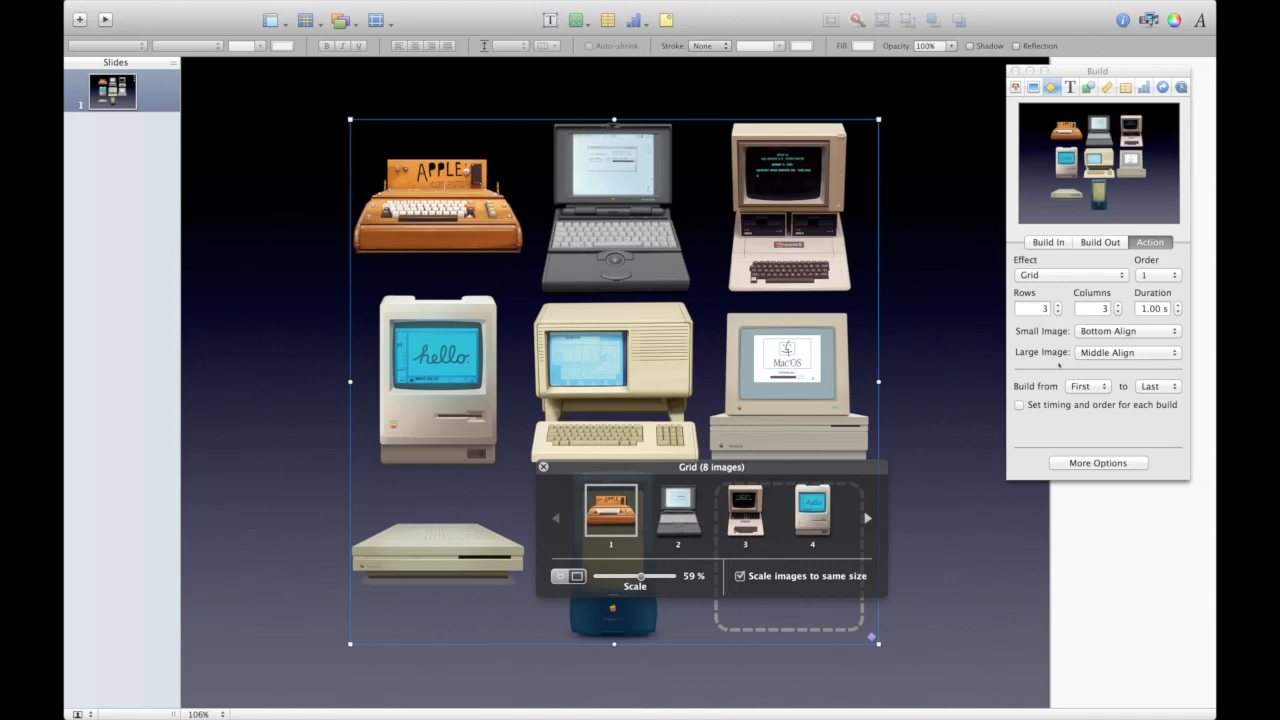 B I U
Auto-shrink
Stroke:
None
Fill:
Opacity:
100%
Shadow
Reflection
T
A
Slides
1
Build
Build In
Build Out
Action
Effect
Order
Grid
1
Rows
Columns
Duration
3
3
1.00 s
Small Image:
Bottom Align
Large Image:
Middle Align
Build from
First
to
Last
Set timing and order for each build
More Options
APPLE
hello.
MacOS
Grid (8 images)
1
2
3
4
59 %
Scale
Scale images to same size
106%